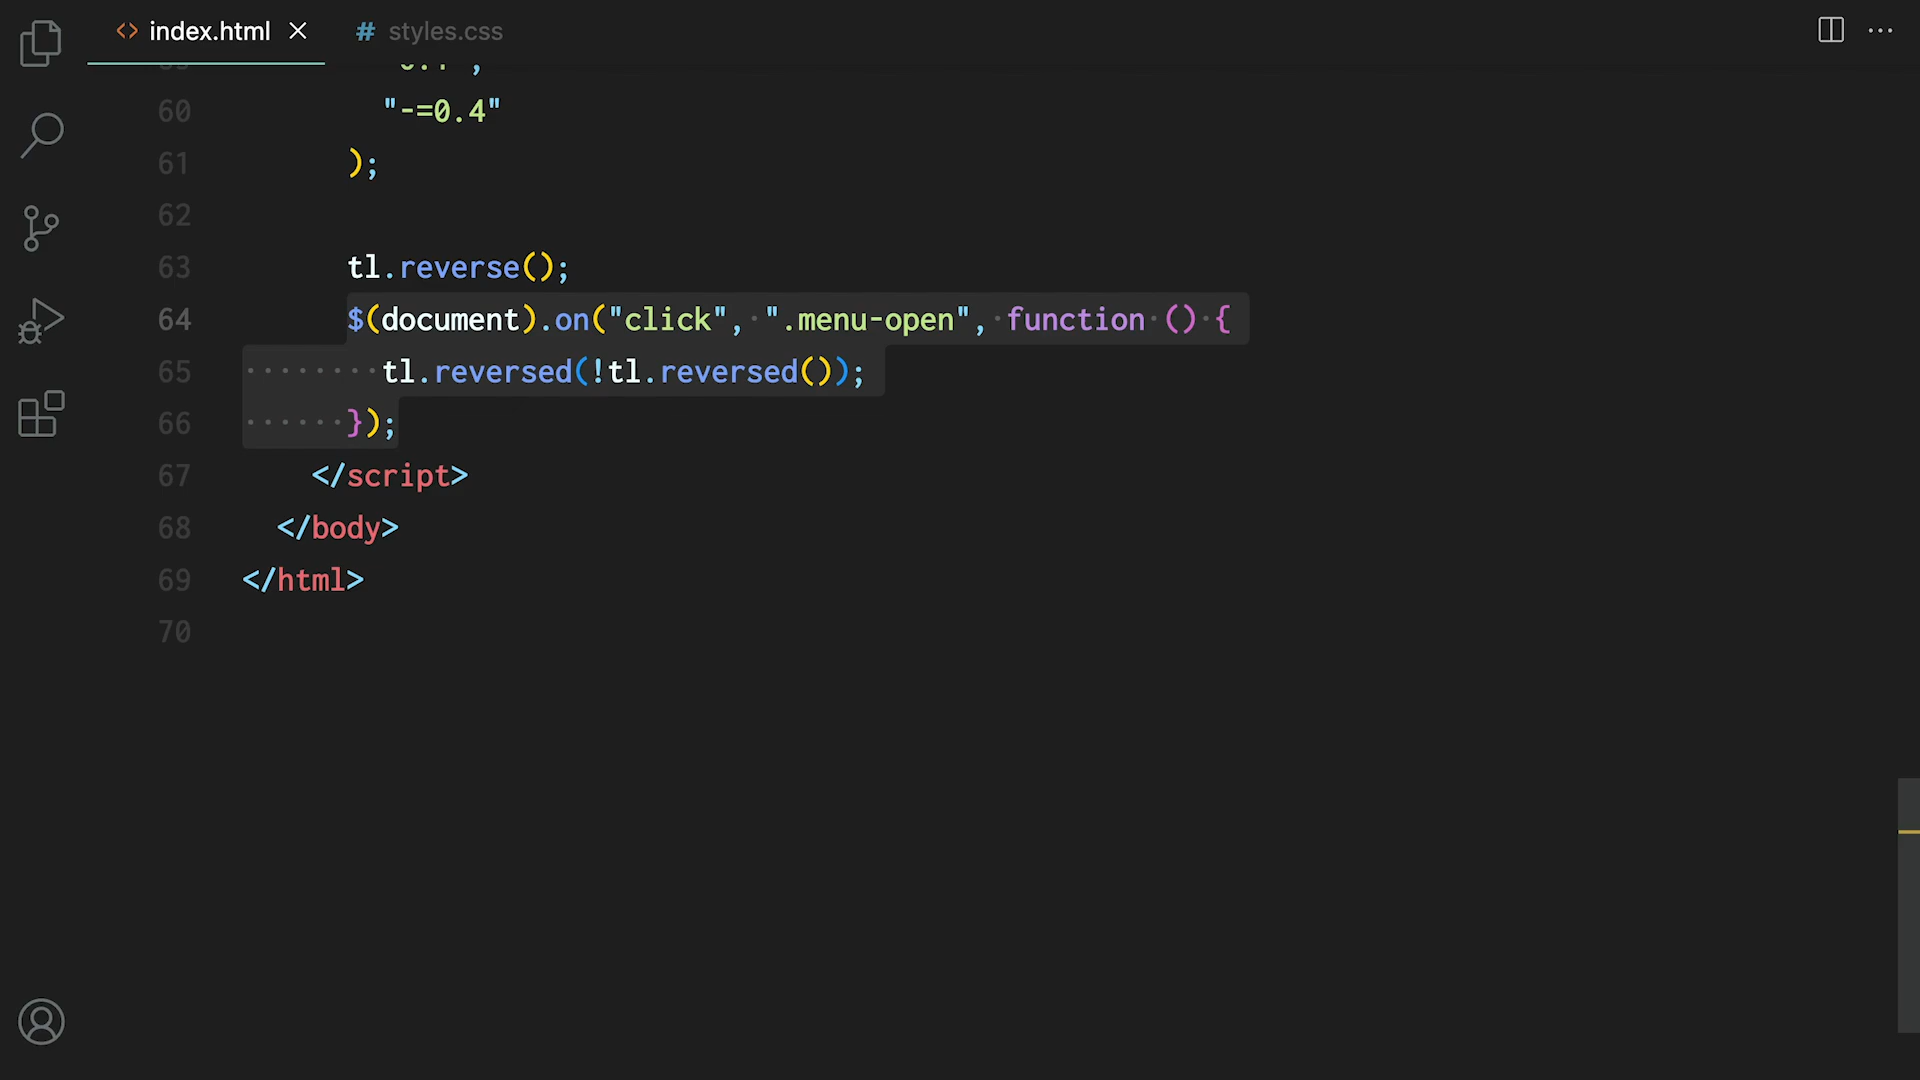 index.html
# styles.css
60 "-=0.4"
61 );
62
63 tl.reverse();
64 $(document).on("click", ".menu-open", function () {
65 tl.reversed(!tl.reversed());
66 });
67 </script>
68 </body>
69 </html>
70